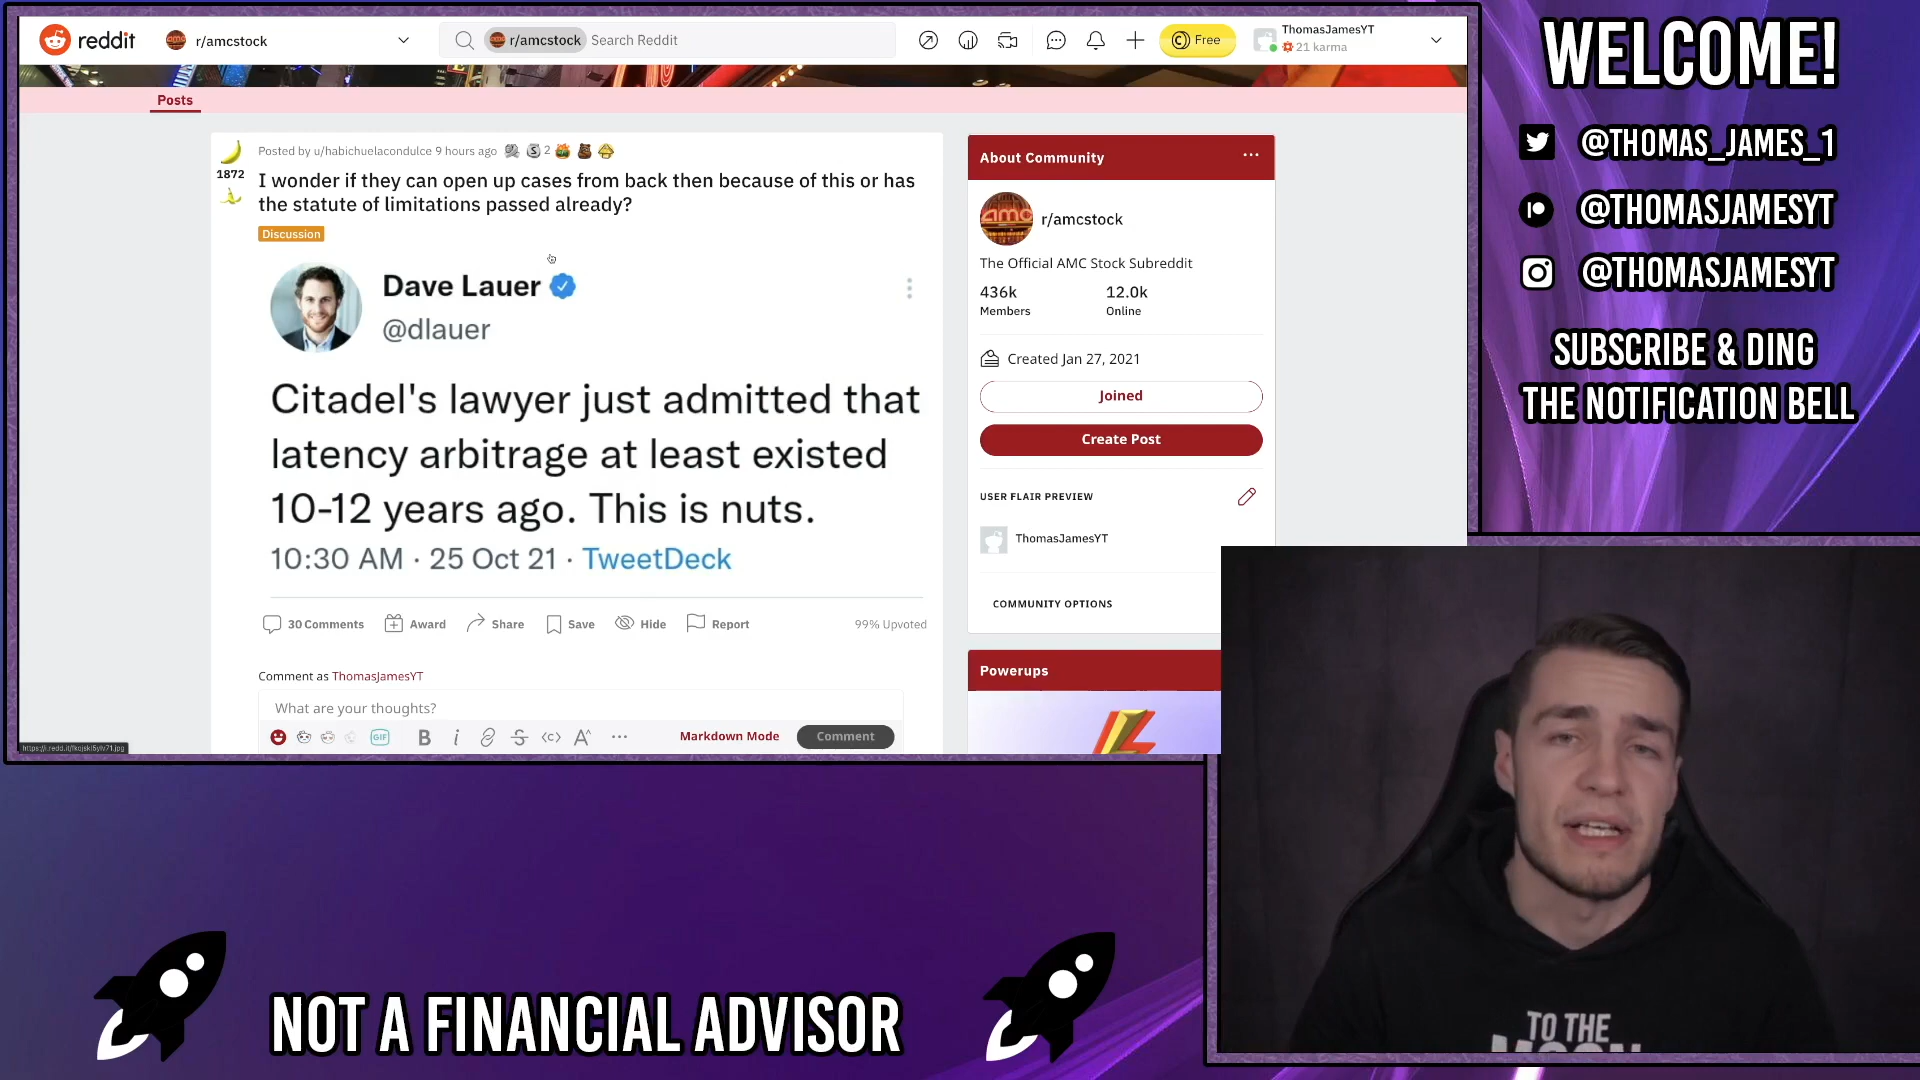 reddit
r/amcstock
r/amcstock Search Reddit
Free
ThomasJamesYT
21 karma
Posts
Posted by u/habichuelacondulce 9 hours ago
2
1872
I wonder if they can open up cases from back then because of this or has
the statute of limitations passed already?
Discussion
Dave Lauer
@dlauer
Citadel's lawyer just admitted that
latency arbitrage at least existed
10-12 years ago. This is nuts.
10:30 AM · 25 Oct 21 · TweetDeck
30 Comments Award Share Save Hide Report 99% Upvoted
Comment as ThomasJamesYT
What are your thoughts?
GIF B i A Markdown Mode Comment
About Community
amc
r/amcstock
The Official AMC Stock Subreddit
436k 12.0k
Members Online
Created Jan 27, 2021
Joined
Create Post
USER FLAIR PREVIEW
ThomasJamesYT
COMMUNITY OPTIONS
Powerups
WELCOME!
@THOMAS_JAMES_1
@THOMASJAMESYT
@THOMASJAMESYT
SUBSCRIBE & DING
THE NOTIFICATION BELL
TO THE
MOON
NOT A FINANCIAL ADVISOR